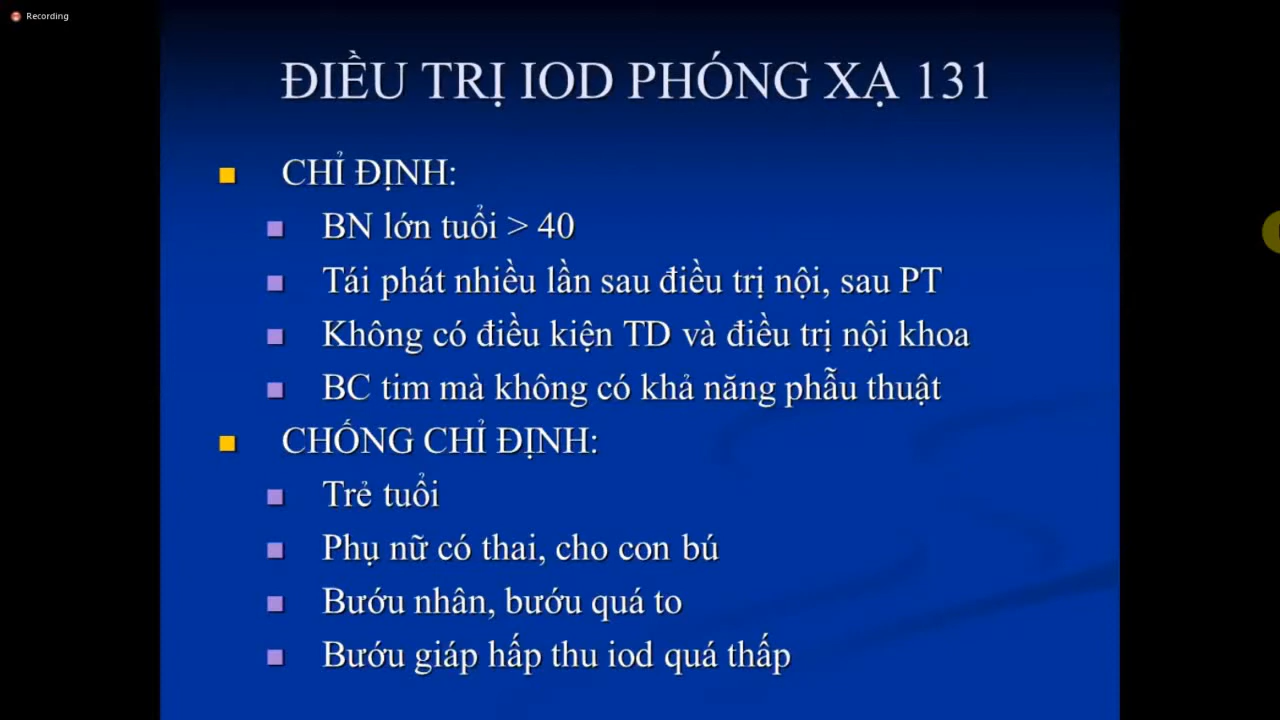 Recording
ĐIỀU TRỊ IOD PHÓNG XẠ 131
CHỈ ĐỊNH:
BN lớn tuổi > 40
Tái phát nhiều lần sau điều trị nội, sau PT
Không có điều kiện TD và điều trị nội khoa
BC tim mà không có khả năng phẫu thuật
CHỐNG CHỈ ĐỊNH:
Trẻ tuổi
Phụ nữ có thai, cho con bú
Bướu nhân, bướu quá to
Bướu giáp hấp thu iod quá thấp